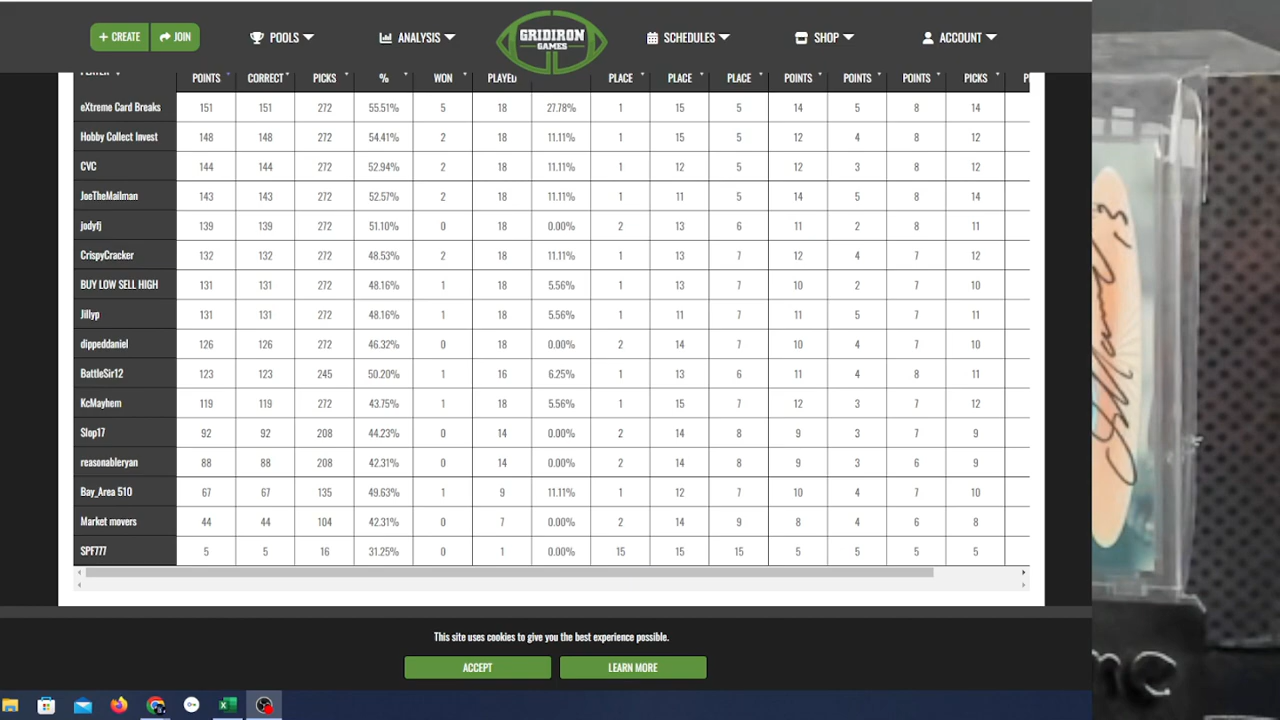 + CREATE JOIN POOLS ANALYSIS GRIDIRON GAMES SCHEDULES SHOP ACCOUNT
POINTS CORRECT PICKS % WON PLAYED PLACE PLACE PLACE POINTS POINTS POINTS PICKS
eXtreme Card Breaks 151 151 272 55.51% 5 18 27.78% 1 15 5 14 5 8 14
Hobby Collect Invest 148 148 272 54.41% 2 18 11.11% 1 15 5 12 4 8 12
CVC 144 144 272 52.94% 2 18 11.11% 1 12 5 12 3 8 12
JoeTheMailman 143 143 272 52.57% 2 18 11.11% 1 11 5 14 5 8 14
jodyfj 139 139 272 51.10% 0 18 0.00% 2 13 6 11 2 8 11
CrispyCracker 132 132 272 48.53% 2 18 11.11% 1 13 7 12 4 7 12
BUY LOW SELL HIGH 131 131 272 48.16% 1 18 5.56% 1 13 7 10 2 7 10
Jillyp 131 131 272 48.16% 1 18 5.56% 1 11 7 11 5 7 11
dippeddaniel 126 126 272 46.32% 0 18 0.00% 2 14 7 10 4 7 10
BattleSir12 123 123 245 50.20% 1 16 6.25% 1 13 6 11 4 8 11
KcMayhem 119 119 272 43.75% 1 18 5.56% 1 15 7 12 3 7 12
Slop17 92 92 208 44.23% 0 14 0.00% 2 14 8 9 3 7 9
reasonableryan 88 88 208 42.31% 0 14 0.00% 2 14 8 9 3 6 9
Bay_Area 510 67 67 135 49.63% 1 9 11.11% 1 12 7 10 4 7 10
Market movers 44 44 104 42.31% 0 7 0.00% 2 14 9 8 4 6 8
SPF777 5 5 16 31.25% 0 1 0.00% 15 15 15 5 5 5 5
This site uses cookies to give you the best experience possible.
ACCEPT LEARN MORE